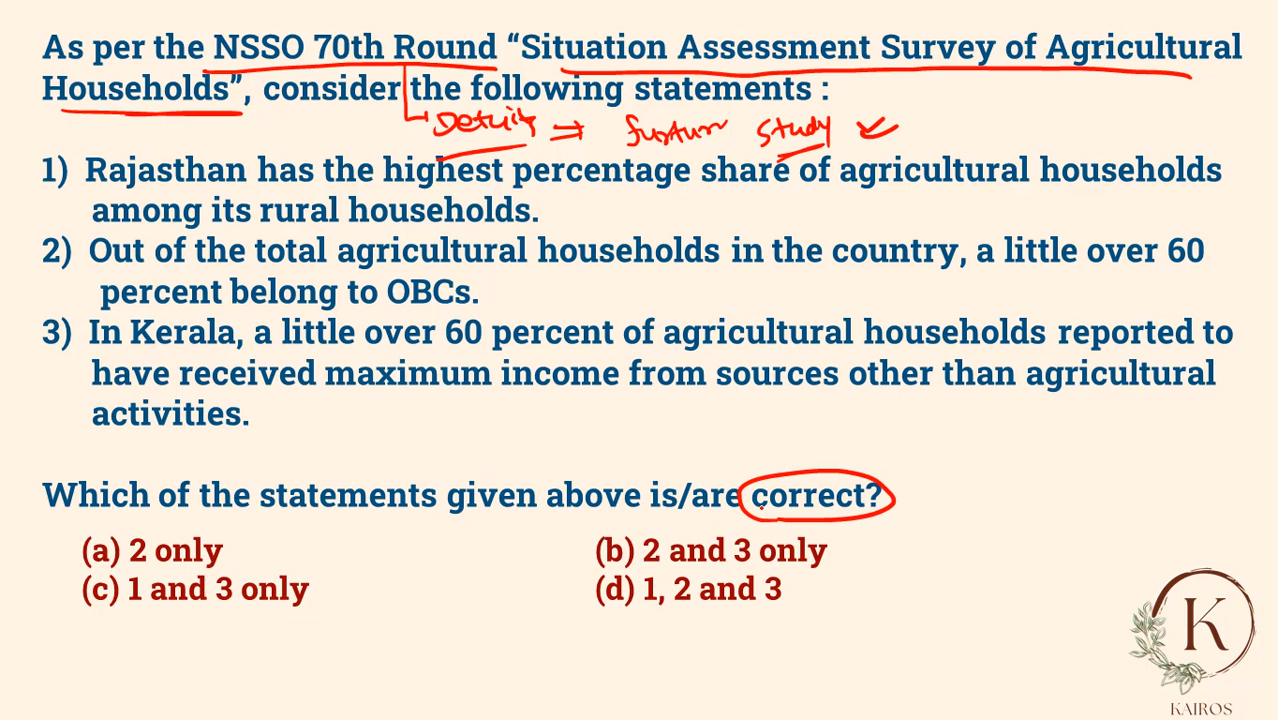 As per the NSSO 70th Round “Situation Assessment Survey of Agricultural
Households”, consider the following statements :
Details ⇒ further study
1) Rajasthan has the highest percentage share of agricultural households
among its rural households.
2) Out of the total agricultural households in the country, a little over 60
percent belong to OBCs.
3) In Kerala, a little over 60 percent of agricultural households reported to
have received maximum income from sources other than agricultural
activities.
Which of the statements given above is/are correct?
(a) 2 only (b) 2 and 3 only
(c) 1 and 3 only (d) 1, 2 and 3
K
KAIROS